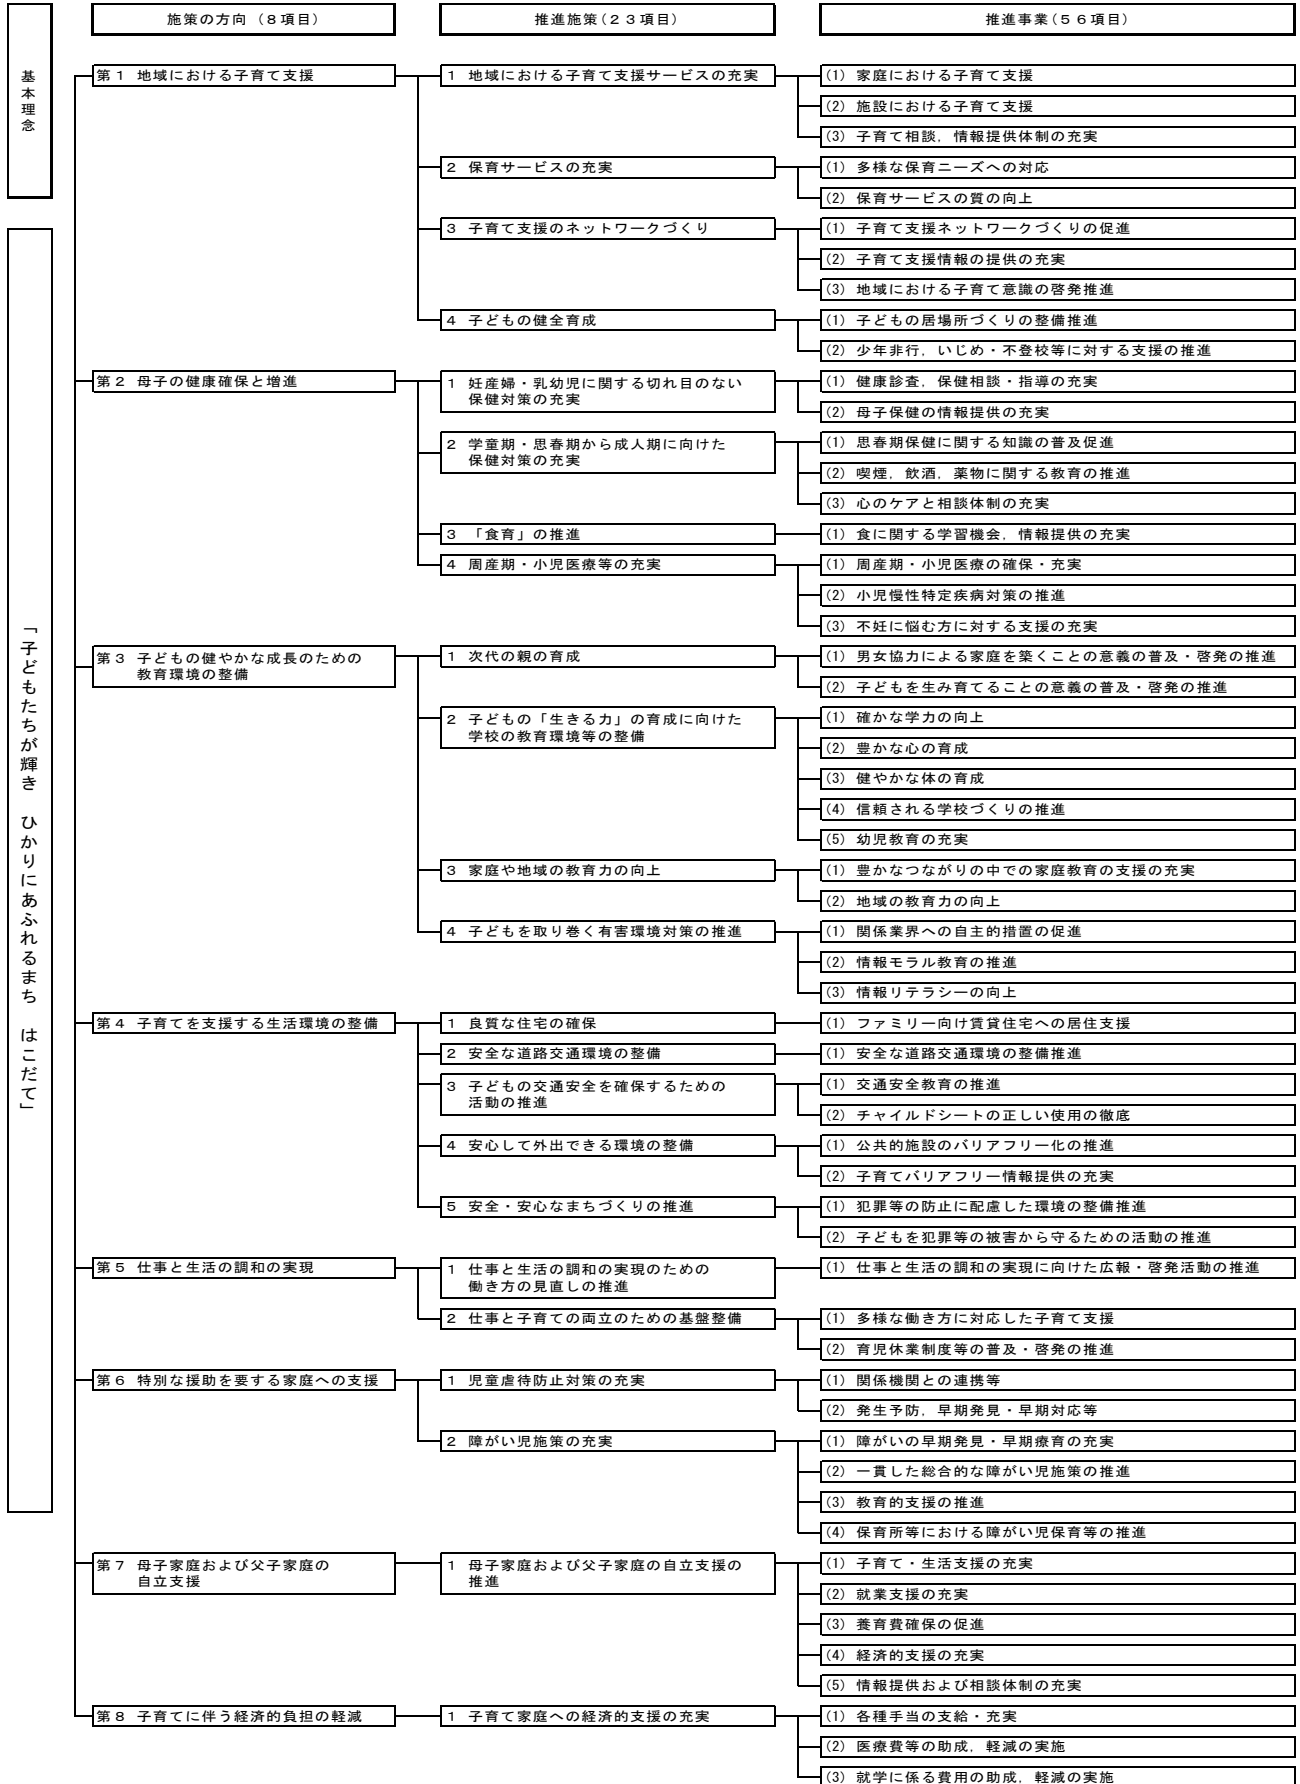 基本理念
「子どもたちが輝き　ひかりにあふれるまち　はこだて」
施策の方向（８項目）
推進施策（２３項目）
推進事業（５６項目）
第１ 地域における子育て支援
１ 地域における子育て支援サービスの充実
(1) 家庭における子育て支援
(2) 施設における子育て支援
(3) 子育て相談，情報提供体制の充実
２ 保育サービスの充実
(1) 多様な保育ニーズへの対応
(2) 保育サービスの質の向上
３ 子育て支援のネットワークづくり
(1) 子育て支援ネットワークづくりの促進
(2) 子育て支援情報の提供の充実
(3) 地域における子育て意識の啓発推進
４ 子どもの健全育成
(1) 子どもの居場所づくりの整備推進
(2) 少年非行，いじめ・不登校等に対する支援の推進
第２ 母子の健康確保と増進
１ 妊産婦・乳幼児に関する切れ目のない
保健対策の充実
(1) 健康診査，保健相談・指導の充実
(2) 母子保健の情報提供の充実
２ 学童期・思春期から成人期に向けた
保健対策の充実
(1) 思春期保健に関する知識の普及促進
(2) 喫煙，飲酒，薬物に関する教育の推進
(3) 心のケアと相談体制の充実
３ 「食育」の推進
(1) 食に関する学習機会，情報提供の充実
４ 周産期・小児医療等の充実
(1) 周産期・小児医療の確保・充実
(2) 小児慢性特定疾病対策の推進
(3) 不妊に悩む方に対する支援の充実
第３ 子どもの健やかな成長のための
教育環境の整備
１ 次代の親の育成
(1) 男女協力による家庭を築くことの意義の普及・啓発の推進
(2) 子どもを生み育てることの意義の普及・啓発の推進
２ 子どもの「生きる力」の育成に向けた
学校の教育環境等の整備
(1) 確かな学力の向上
(2) 豊かな心の育成
(3) 健やかな体の育成
(4) 信頼される学校づくりの推進
(5) 幼児教育の充実
３ 家庭や地域の教育力の向上
(1) 豊かなつながりの中での家庭教育の支援の充実
(2) 地域の教育力の向上
４ 子どもを取り巻く有害環境対策の推進
(1) 関係業界への自主的措置の促進
(2) 情報モラル教育の推進
(3) 情報リテラシーの向上
第４ 子育てを支援する生活環境の整備
１ 良質な住宅の確保
(1) ファミリー向け賃貸住宅への居住支援
２ 安全な道路交通環境の整備
(1) 安全な道路交通環境の整備推進
３ 子どもの交通安全を確保するための
活動の推進
(1) 交通安全教育の推進
(2) チャイルドシートの正しい使用の徹底
４ 安心して外出できる環境の整備
(1) 公共的施設のバリアフリー化の推進
(2) 子育てバリアフリー情報提供の充実
５ 安全・安心なまちづくりの推進
(1) 犯罪等の防止に配慮した環境の整備推進
(2) 子どもを犯罪等の被害から守るための活動の推進
第５ 仕事と生活の調和の実現
１ 仕事と生活の調和の実現のための
働き方の見直しの推進
(1) 仕事と生活の調和の実現に向けた広報・啓発活動の推進
２ 仕事と子育ての両立のための基盤整備
(1) 多様な働き方に対応した子育て支援
(2) 育児休業制度等の普及・啓発の推進
第６ 特別な援助を要する家庭への支援
１ 児童虐待防止対策の充実
(1) 関係機関との連携等
(2) 発生予防，早期発見・早期対応等
２ 障がい児施策の充実
(1) 障がいの早期発見・早期療育の充実
(2) 一貫した総合的な障がい児施策の推進
(3) 教育的支援の推進
(4) 保育所等における障がい児保育等の推進
第７ 母子家庭および父子家庭の
自立支援
１ 母子家庭および父子家庭の自立支援の
推進
(1) 子育て・生活支援の充実
(2) 就業支援の充実
(3) 養育費確保の促進
(4) 経済的支援の充実
(5) 情報提供および相談体制の充実
第８ 子育てに伴う経済的負担の軽減
１ 子育て家庭への経済的支援の充実
(1) 各種手当の支給・充実
(2) 医療費等の助成，軽減の実施
(3) 就学に係る費用の助成，軽減の実施